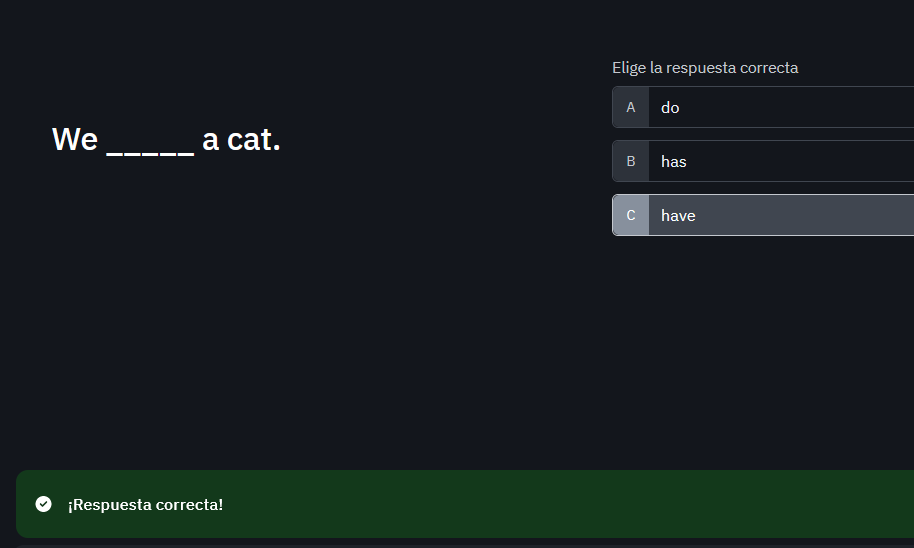 We _____ a cat.
Elige la respuesta correcta
A do
B has
C have
¡Respuesta correcta!